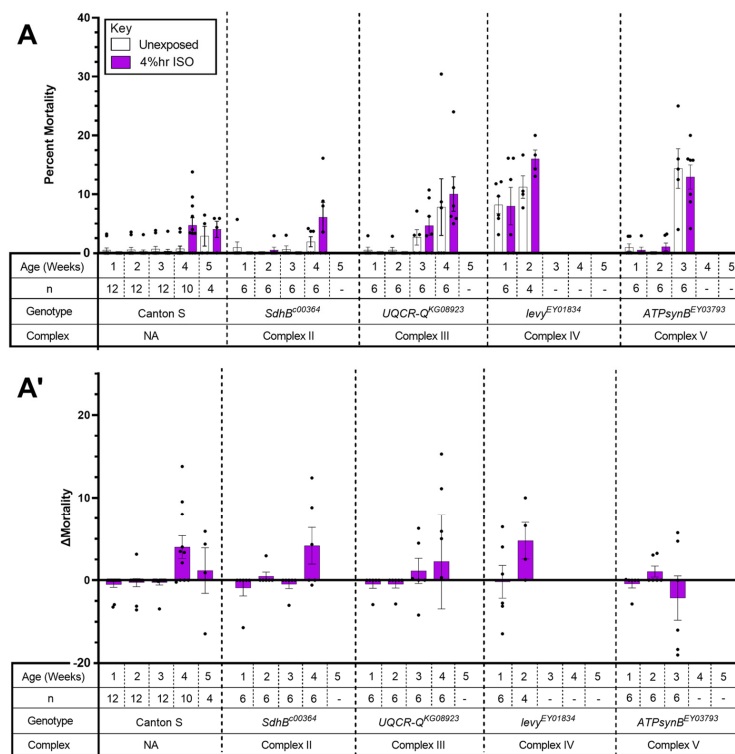 A
Key
Unexposed
4%hr ISO
Percent Mortality
40
30
20
10
0
Age (Weeks) 1 2 3 4 5 1 2 3 4 5 1 2 3 4 5 1 2 3 4 5 1 2 3 4 5
n 12 12 12 10 4 6 6 6 6 - 6 6 6 6 - 6 4 - - - 6 6 6 - -
Genotype Canton S SdhB^c00364 UQCR-Q^KG08923 levy^EY01834 ATPsynB^EY03793
Complex NA Complex II Complex III Complex IV Complex V
A'
ΔMortality
20
10
0
-20
Age (Weeks) 1 2 3 4 5 1 2 3 4 5 1 2 3 4 5 1 2 3 4 5 1 2 3 4 5
n 12 12 12 10 4 6 6 6 6 - 6 6 6 6 - 6 4 - - - 6 6 6 - -
Genotype Canton S SdhB^c00364 UQCR-Q^KG08923 levy^EY01834 ATPsynB^EY03793
Complex NA Complex II Complex III Complex IV Complex V